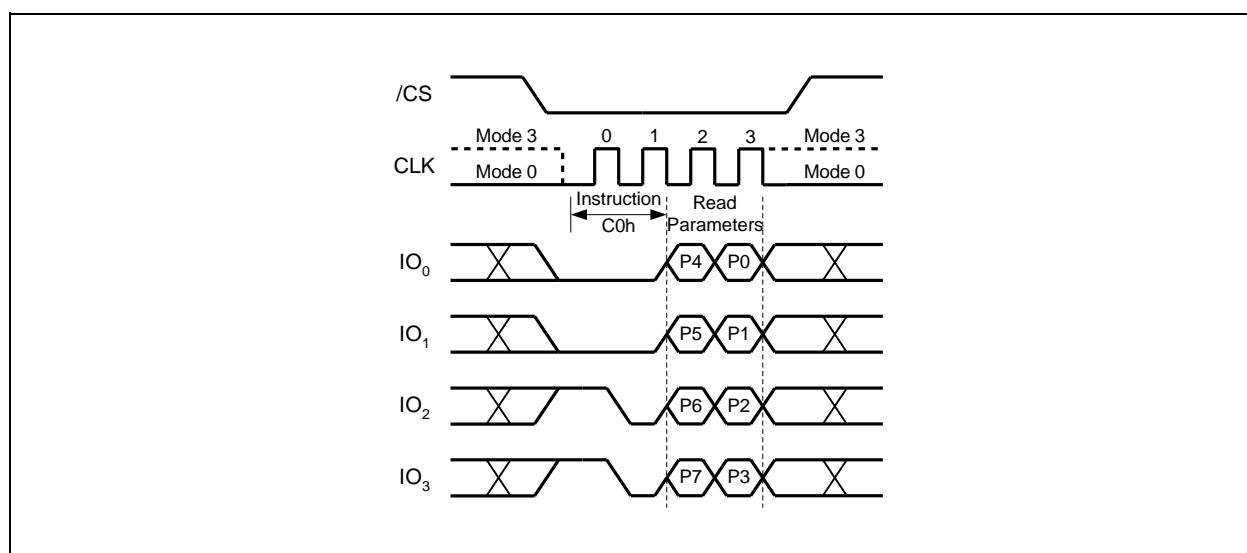 /CS
Mode 3 0 1 2 3 Mode 3
CLK Mode 0 Mode 0
Instruction Read
C0h Parameters
IO0 P4 P0
IO1 P5 P1
IO2 P6 P2
IO3 P7 P3